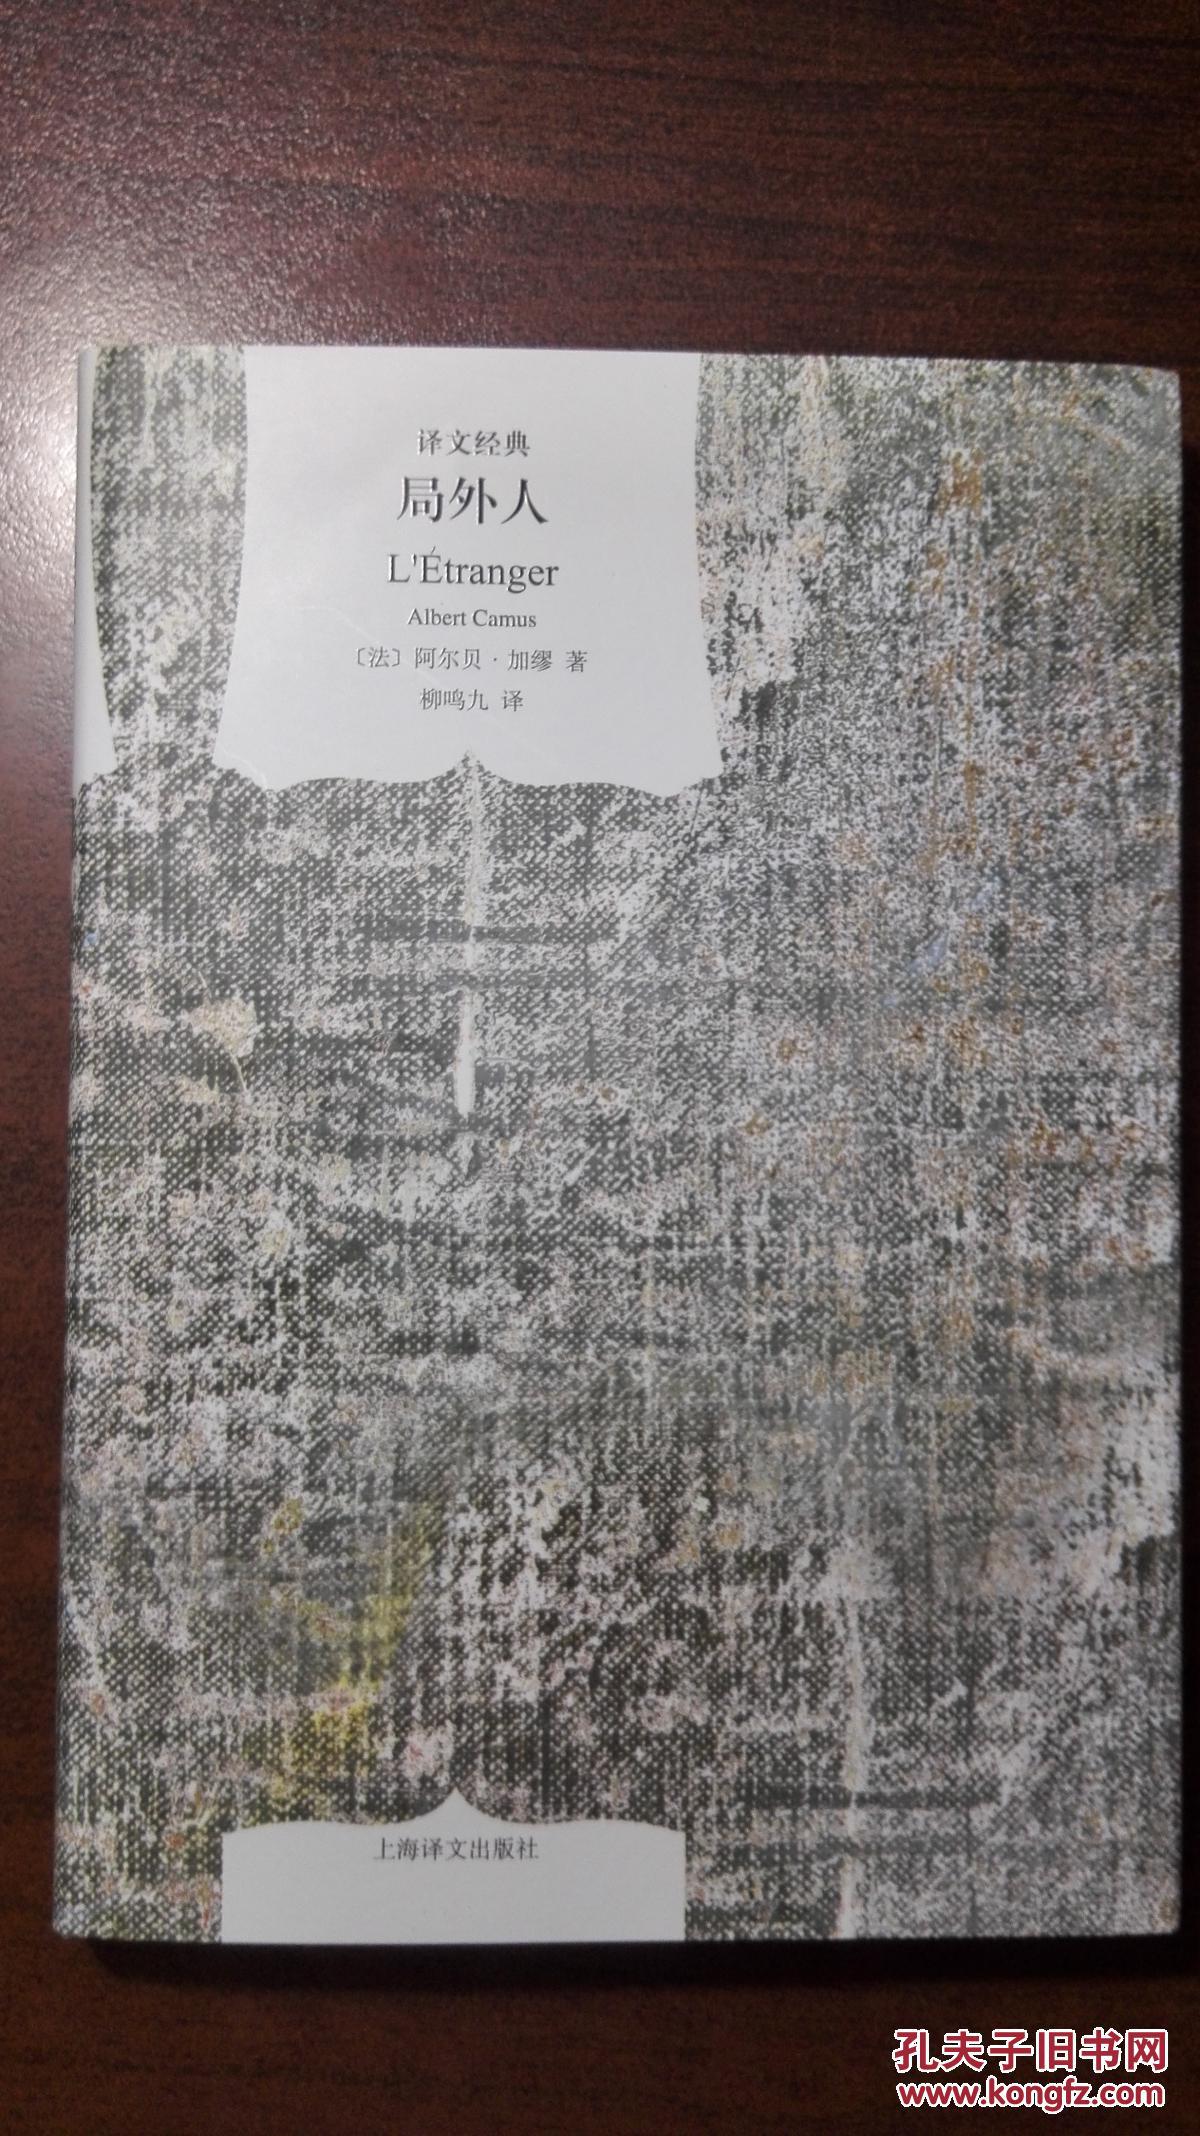 译文经典
局外人
L'Étranger
Albert Camus
〔法〕阿尔贝·加缪 著
柳鸣九 译
上海译文出版社
孔夫子旧书网
www.kongfz.com